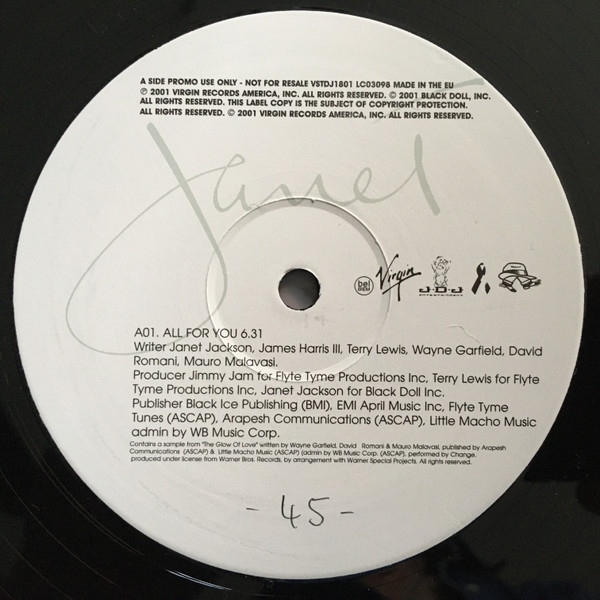 A SIDE PROMO USE ONLY - NOT FOR RESALE VSTDJ1801 LC03098 MADE IN THE EU
℗ 2001 VIRGIN RECORDS AMERICA, INC. ALL RIGHTS RESERVED. © 2001 BLACK DOLL, INC.
ALL RIGHTS RESERVED. THIS LABEL COPY IS THE SUBJECT OF COPYRIGHT PROTECTION.
ALL RIGHTS RESERVED. © 2001 VIRGIN RECORDS AMERICA, INC. ALL RIGHTS RESERVED.
Janet
Virgin
J·D·J
ENTERTAINMENT
A01. ALL FOR YOU 6.31
Writer Janet Jackson, James Harris III, Terry Lewis, Wayne Garfield, David
Romani, Mauro Malavasi.
Producer Jimmy Jam for Flyte Tyme Productions Inc, Terry Lewis for Flyte
Tyme Productions Inc, Janet Jackson for Black Doll Inc.
Publisher Black Ice Publishing (BMI), EMI April Music Inc, Flyte Tyme
Tunes (ASCAP), Arapesh Communications (ASCAP), Little Macho Music
admin by WB Music Corp.
Contains a sample from "The Glow Of Love" written by Wayne Garfield, David Romani & Mauro Malavasi, published by Arapesh
Communications (ASCAP) & Little Macho Music (ASCAP) (admin by WB Music Corp. (ASCAP), performed by Change.
produced under license from Warner Bros. Records, by arrangement with Warner Special Projects. All rights reserved.
- 45 -